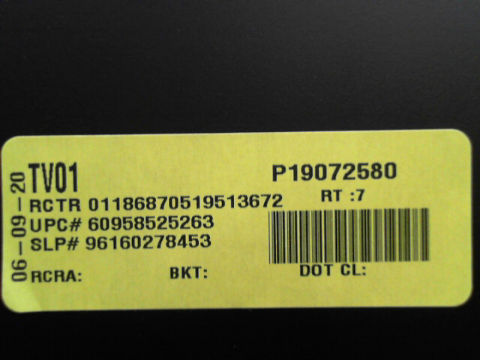 06-09-20
TV01 P19072580
RCTR 01186870519513672 RT :7
UPC# 60958525263
SLP# 96160278453
RCRA: BKT: DOT CL: